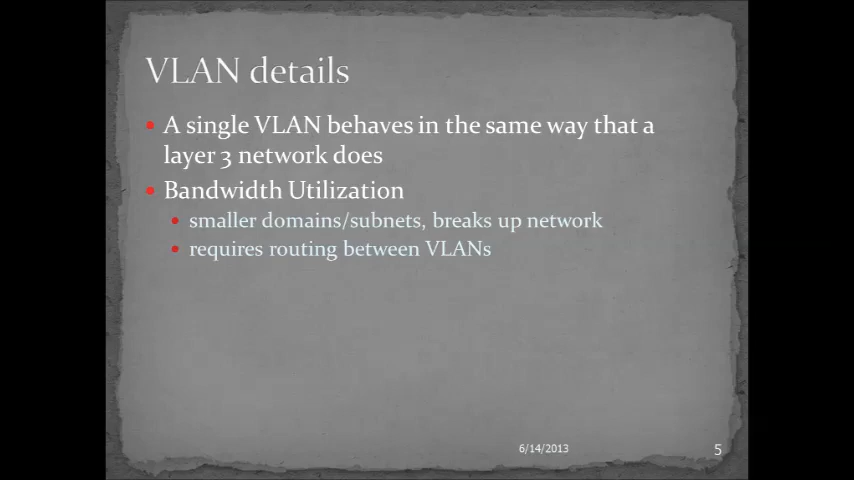 VLAN details
A single VLAN behaves in the same way that a
layer 3 network does
Bandwidth Utilization
smaller domains/subnets, breaks up network
requires routing between VLANs
6/14/2013
5